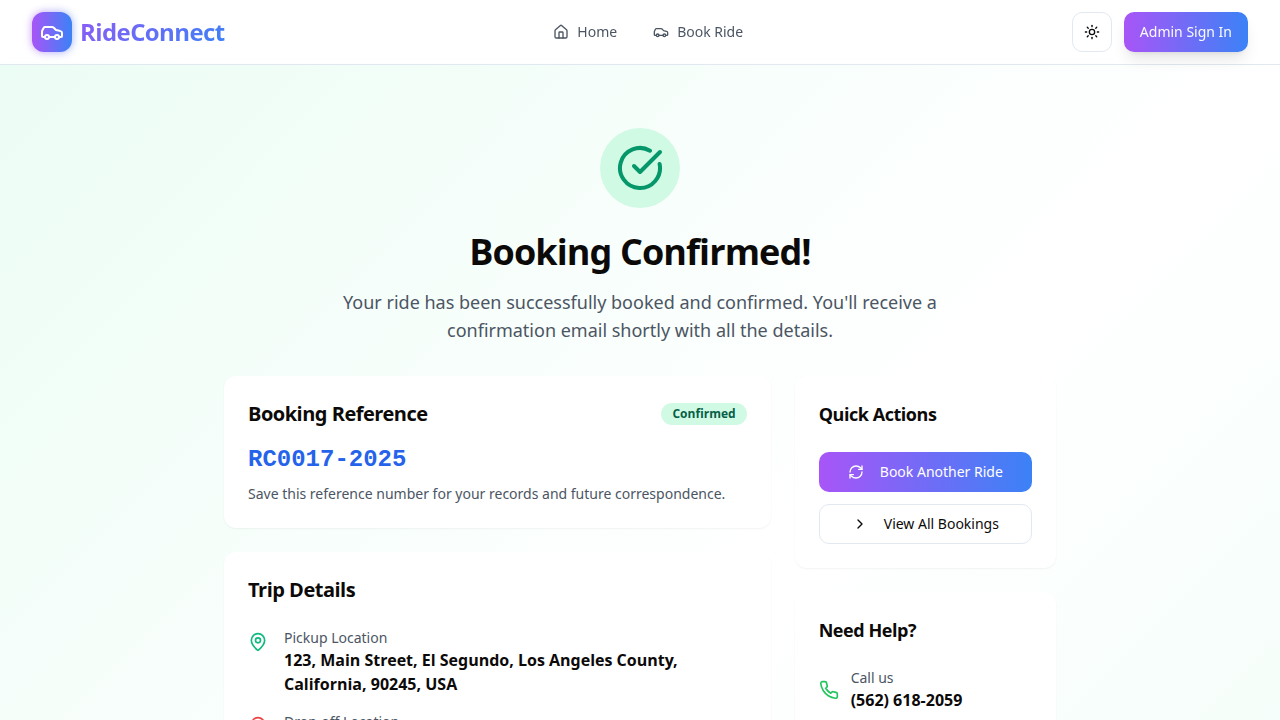 RideConnect
Home
Book Ride
Admin Sign In
Booking Confirmed!
Your ride has been successfully booked and confirmed. You'll receive a
confirmation email shortly with all the details.
Booking Reference
Confirmed
RC0017-2025
Save this reference number for your records and future correspondence.
Trip Details
Pickup Location
123, Main Street, El Segundo, Los Angeles County,
California, 90245, USA
Drop-off Location
Quick Actions
Book Another Ride
View All Bookings
Need Help?
Call us
(562) 618-2059